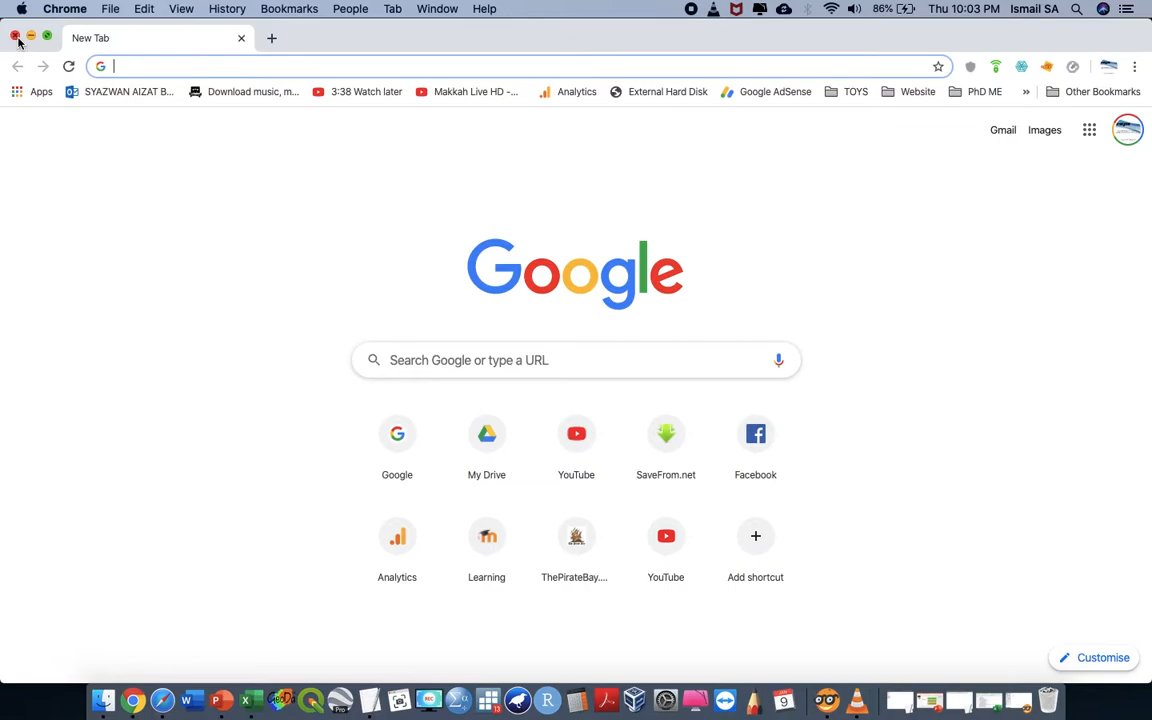 Chrome File Edit View History Bookmarks People Tab Window Help 86% Thu 10:03 PM Ismail SA
New Tab
Apps SYAZWAN AIZAT B... Download music, m... 3:38 Watch later Makkah Live HD -... Analytics External Hard Disk Google AdSense TOYS Website PhD ME » Other Bookmarks
Gmail Images
Google
Search Google or type a URL
Google My Drive YouTube SaveFrom.net Facebook
Analytics Learning ThePirateBay.... YouTube Add shortcut
Customise